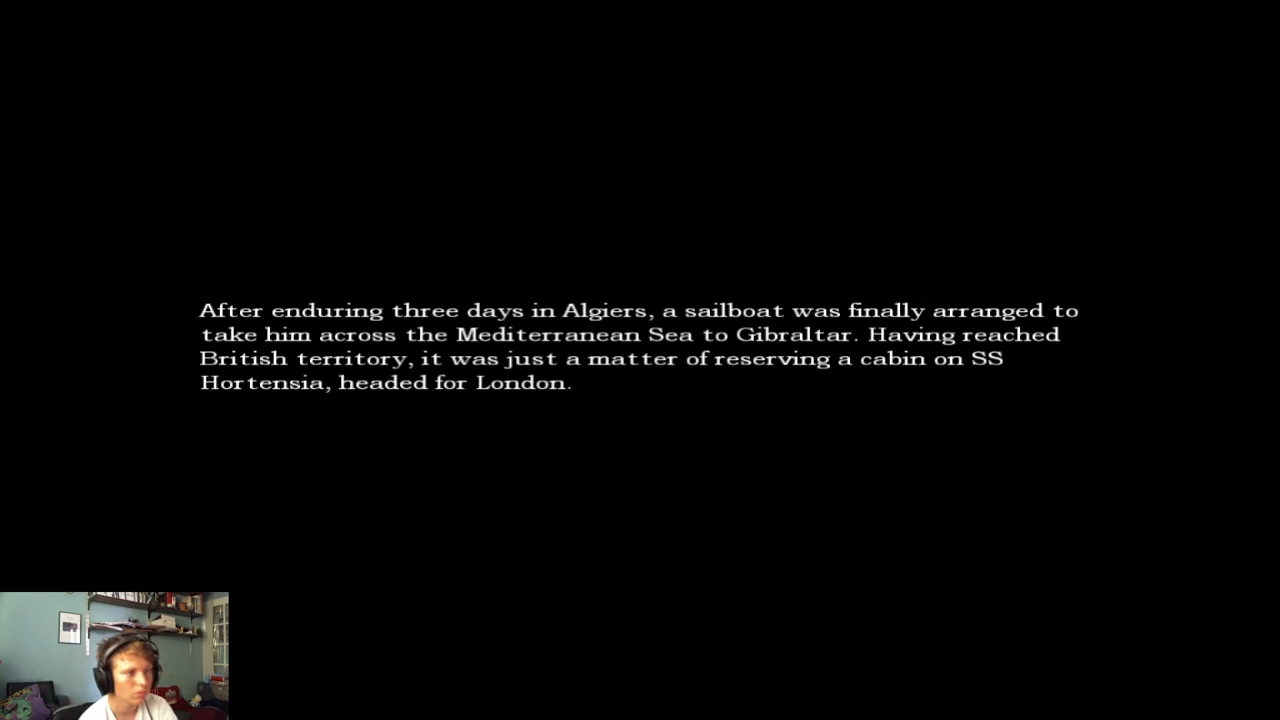 After enduring three days in Algiers, a sailboat was finally arranged to
take him across the Mediterranean Sea to Gibraltar. Having reached
British territory, it was just a matter of reserving a cabin on SS
Hortensia, headed for London.